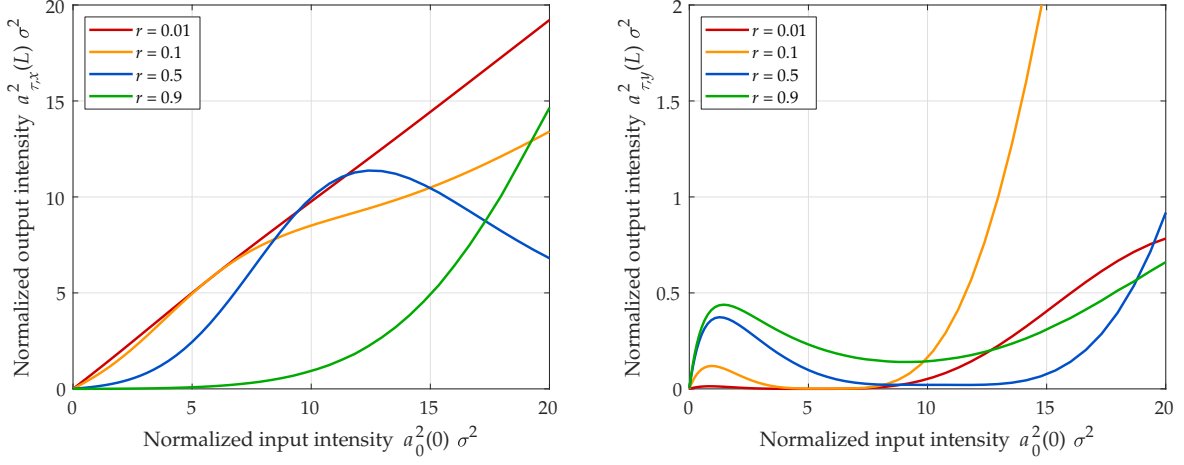 20
15
10
5
0
0 5 10 15 20
Normalized output intensity a²τ,x(L) σ²
Normalized input intensity a²0(0) σ²
r = 0.01
r = 0.1
r = 0.5
r = 0.9
2
1.5
1
0.5
0
0 5 10 15 20
Normalized output intensity a²τ,y(L) σ²
Normalized input intensity a²0(0) σ²
r = 0.01
r = 0.1
r = 0.5
r = 0.9